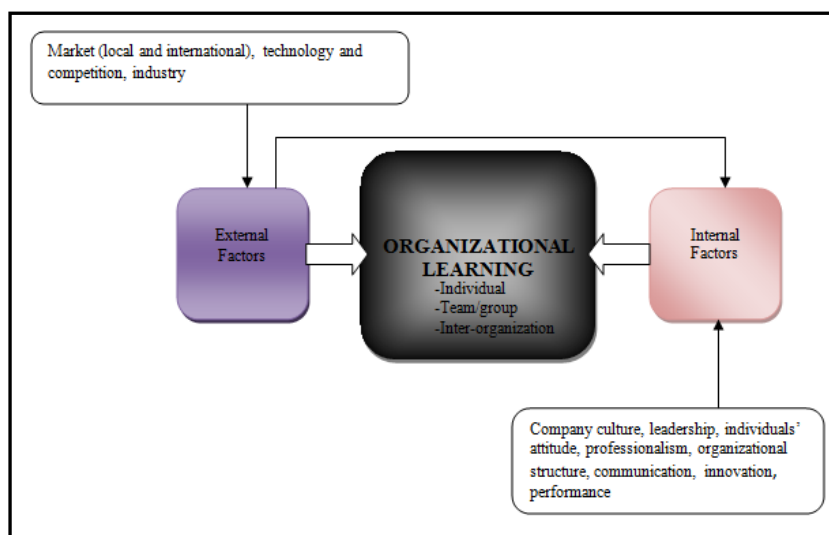 Market (local and international), technology and
competition, industry
External
Factors
ORGANIZATIONAL
LEARNING
-Individual
-Team/group
-Inter-organization
Internal
Factors
Company culture, leadership, individuals’
attitude, professionalism, organizational
structure, communication, innovation,
performance